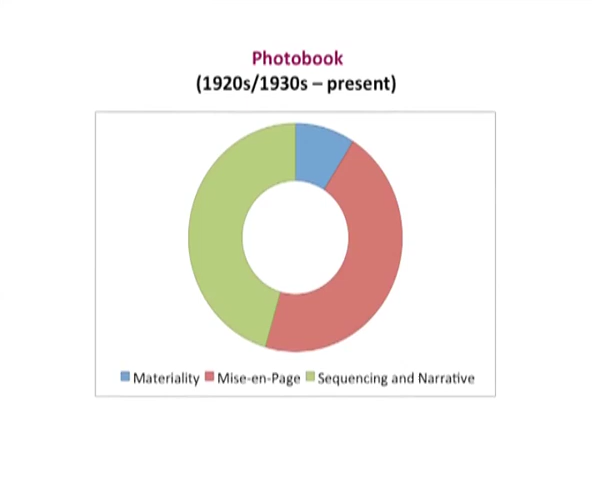 Photobook
(1920s/1930s – present)
Materiality Mise-en-Page Sequencing and Narrative